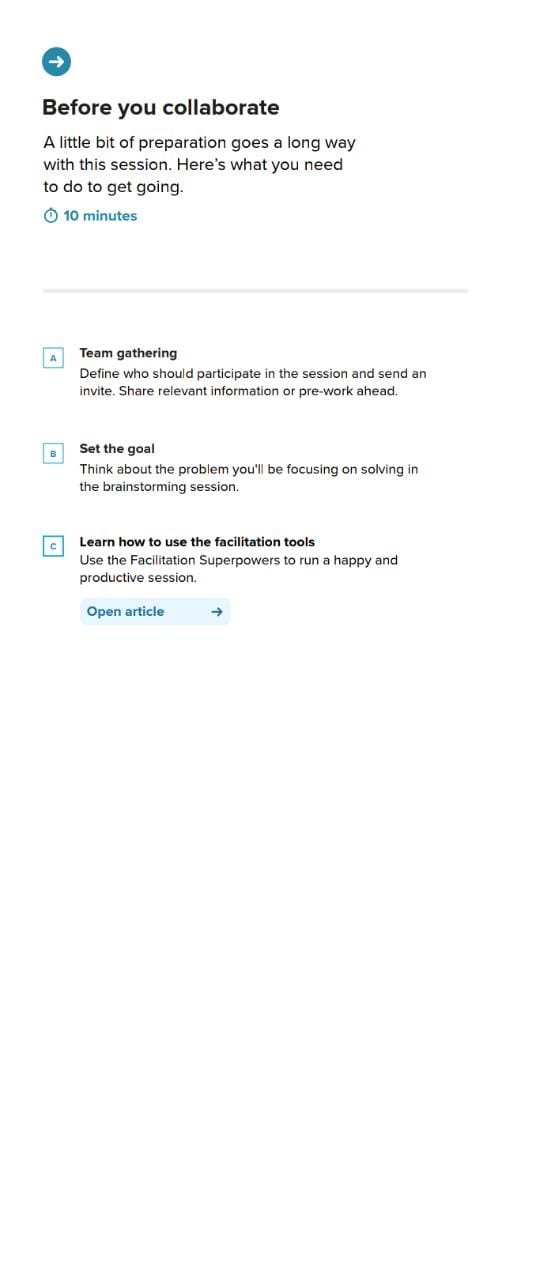 Before you collaborate
A little bit of preparation goes a long way
with this session. Here’s what you need
to do to get going.
10 minutes
A
Team gathering
Define who should participate in the session and send an
invite. Share relevant information or pre-work ahead.
B
Set the goal
Think about the problem you'll be focusing on solving in
the brainstorming session.
C
Learn how to use the facilitation tools
Use the Facilitation Superpowers to run a happy and
productive session.
Open article